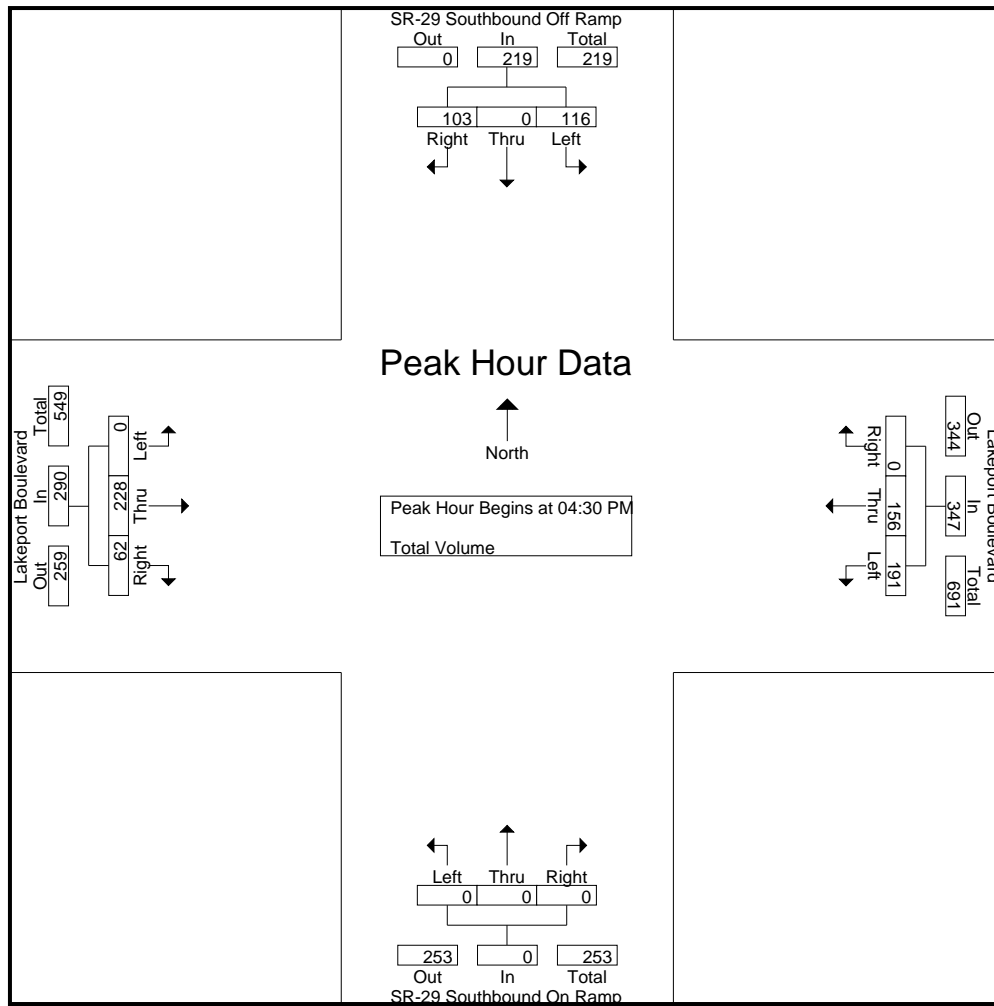 SR-29 Southbound Off Ramp
Out In Total
0 219 219
103 0 116
Right Thru Left
Peak Hour Data
North
Peak Hour Begins at 04:30 PM
Total Volume
Lakeport Boulevard
Total In Out
549 290 259
0 228 62
Left Thru Right
Right Thru Left
0 156 191
Out In Total
344 347 691
Lakeport Boulevard
Left Thru Right
0 0 0
253 0 253
Out In Total
SR-29 Southbound On Ramp